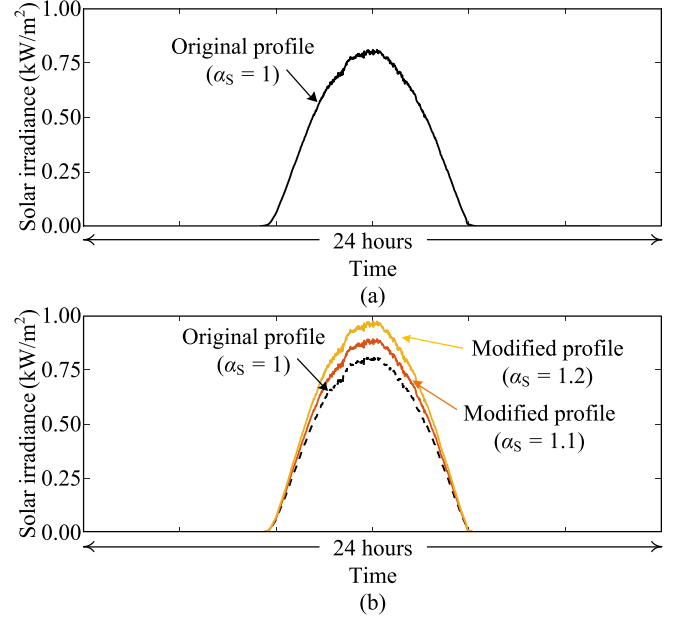 Solar irradiance (kW/m²)
1.00
0.75
0.50
0.25
0.00
Original profile
(αS = 1)
24 hours
Time
(a)
Solar irradiance (kW/m²)
1.00
0.75
0.50
0.25
0.00
Original profile
(αS = 1)
Modified profile
(αS = 1.2)
Modified profile
(αS = 1.1)
24 hours
Time
(b)